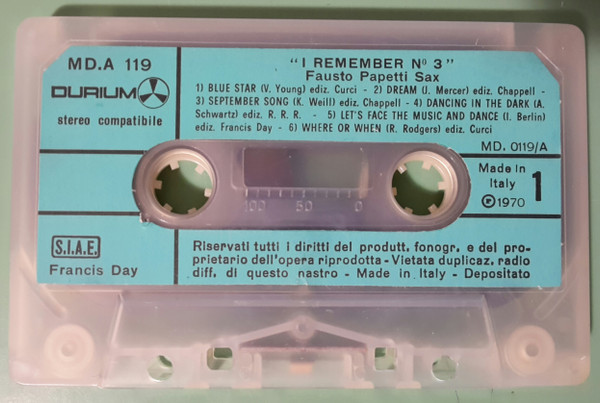 MD.A 119
DURIUM
stereo compatibile
"I REMEMBER Nº 3"
Fausto Papetti Sax
1) BLUE STAR (V. Young) ediz. Curci - 2) DREAM (J. Mercer) ediz. Chappell -
3) SEPTEMBER SONG (K. Weill) ediz. Chappell - 4) DANCING IN THE DARK (A.
Schwartz) ediz. R. R. R. - 5) LET'S FACE THE MUSIC AND DANCE (I. Berlin)
ediz. Francis Day - 6) WHERE OR WHEN (R. Rodgers) ediz. Curci
MD. 0119/A
Made in
Italy
℗ 1970
1
100 50 0
S.I.A.E.
Francis Day
Riservati tutti i diritti del produtt. fonogr. e del pro-
prietario dell'opera riprodotta - Vietata duplicaz. radio
diff. di questo nastro - Made in Italy - Depositato